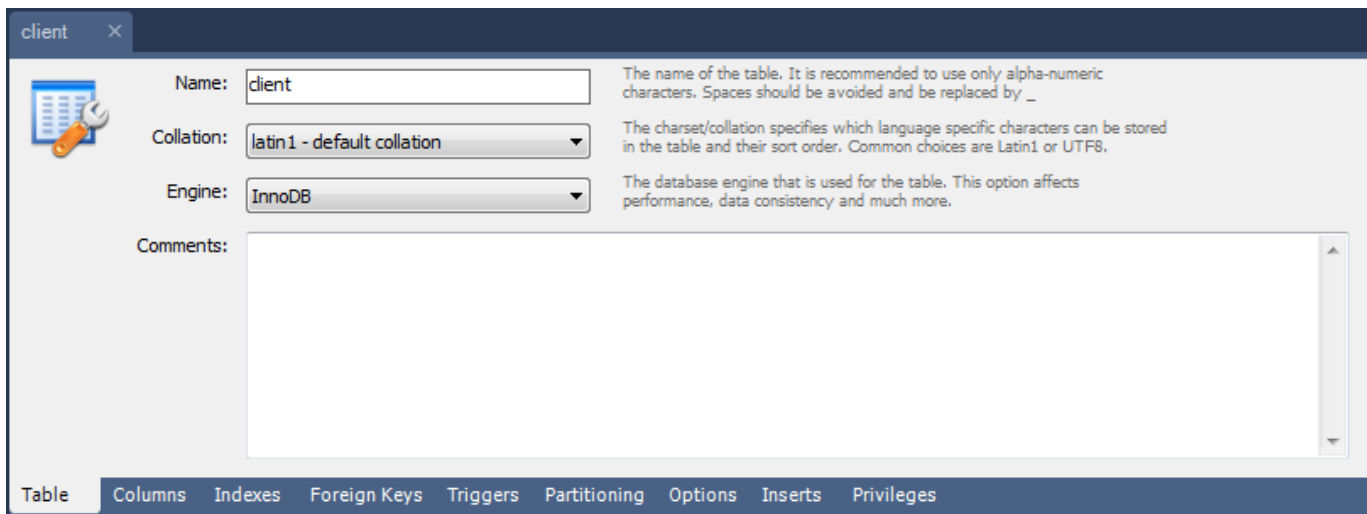 client
Name:
client
The name of the table. It is recommended to use only alpha-numeric
characters. Spaces should be avoided and be replaced by _
Collation:
latin1 - default collation
The charset/collation specifies which language specific characters can be stored
in the table and their sort order. Common choices are Latin1 or UTF8.
Engine:
InnoDB
The database engine that is used for the table. This option affects
performance, data consistency and much more.
Comments:
Table Columns Indexes Foreign Keys Triggers Partitioning Options Inserts Privileges